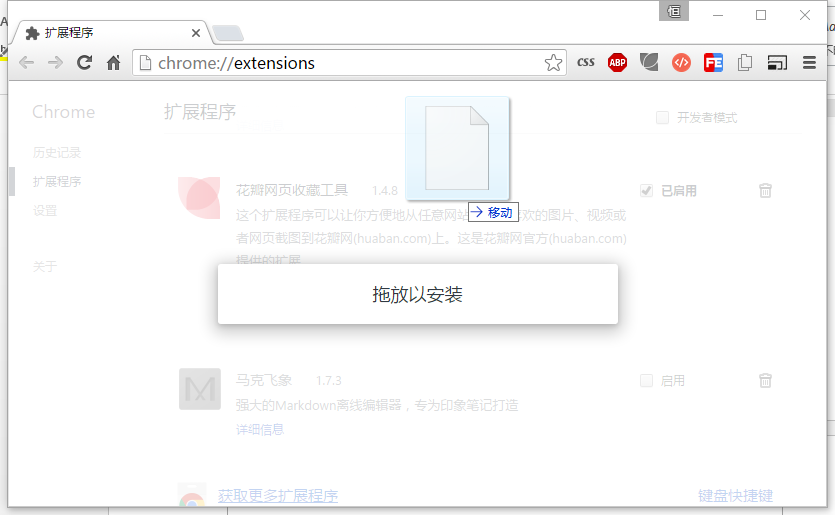 扩展程序
chrome://extensions
css
ABP
Chrome
扩展程序
开发者模式
历史记录
扩展程序
设置
关于
花瓣网页收藏工具 1.4.8
已启用
移动
这个扩展程序可以让你方便地从任意网站 欢的图片、视频或
者网页截图到花瓣网(huaban.com)上。这是花瓣网官方(huaban.com)
提供的扩展
拖放以安装
马克飞象 1.7.3
启用
强大的Markdown离线编辑器，专为印象笔记打造
详细信息
获取更多扩展程序
键盘快捷键